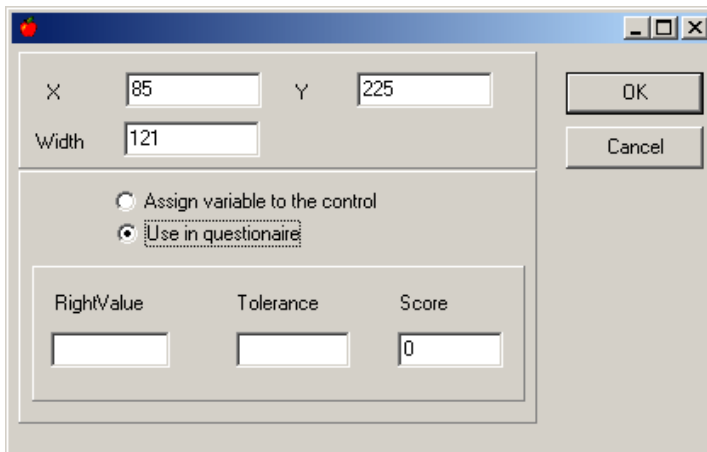 X 85 Y 225 OK
Width 121 Cancel
Assign variable to the control
Use in questionaire
RightValue Tolerance Score
0